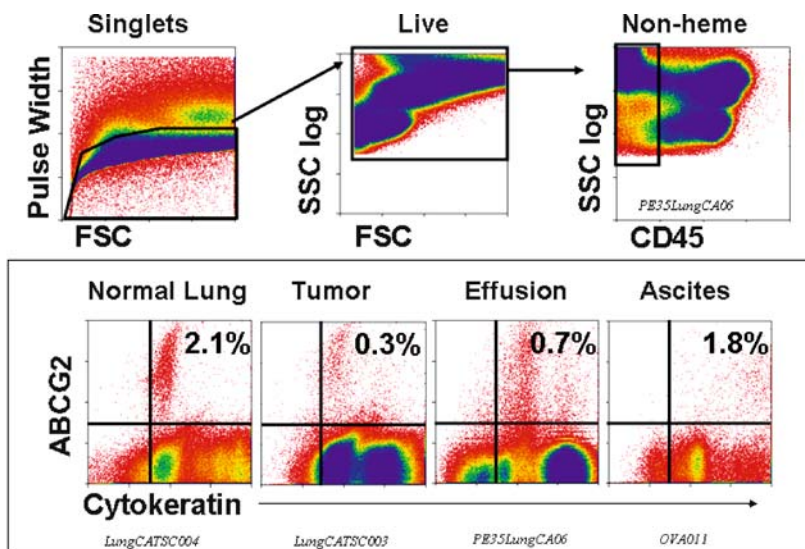 Singlets
Live
Non-heme
Pulse Width
FSC
SSC log
FSC
SSC log
CD45
PE35LungCA06
Normal Lung
Tumor
Effusion
Ascites
ABCG2
2.1%
0.3%
0.7%
1.8%
Cytokeratin
LungCATSC004
LungCATSC003
PE35LungCA06
OVA011